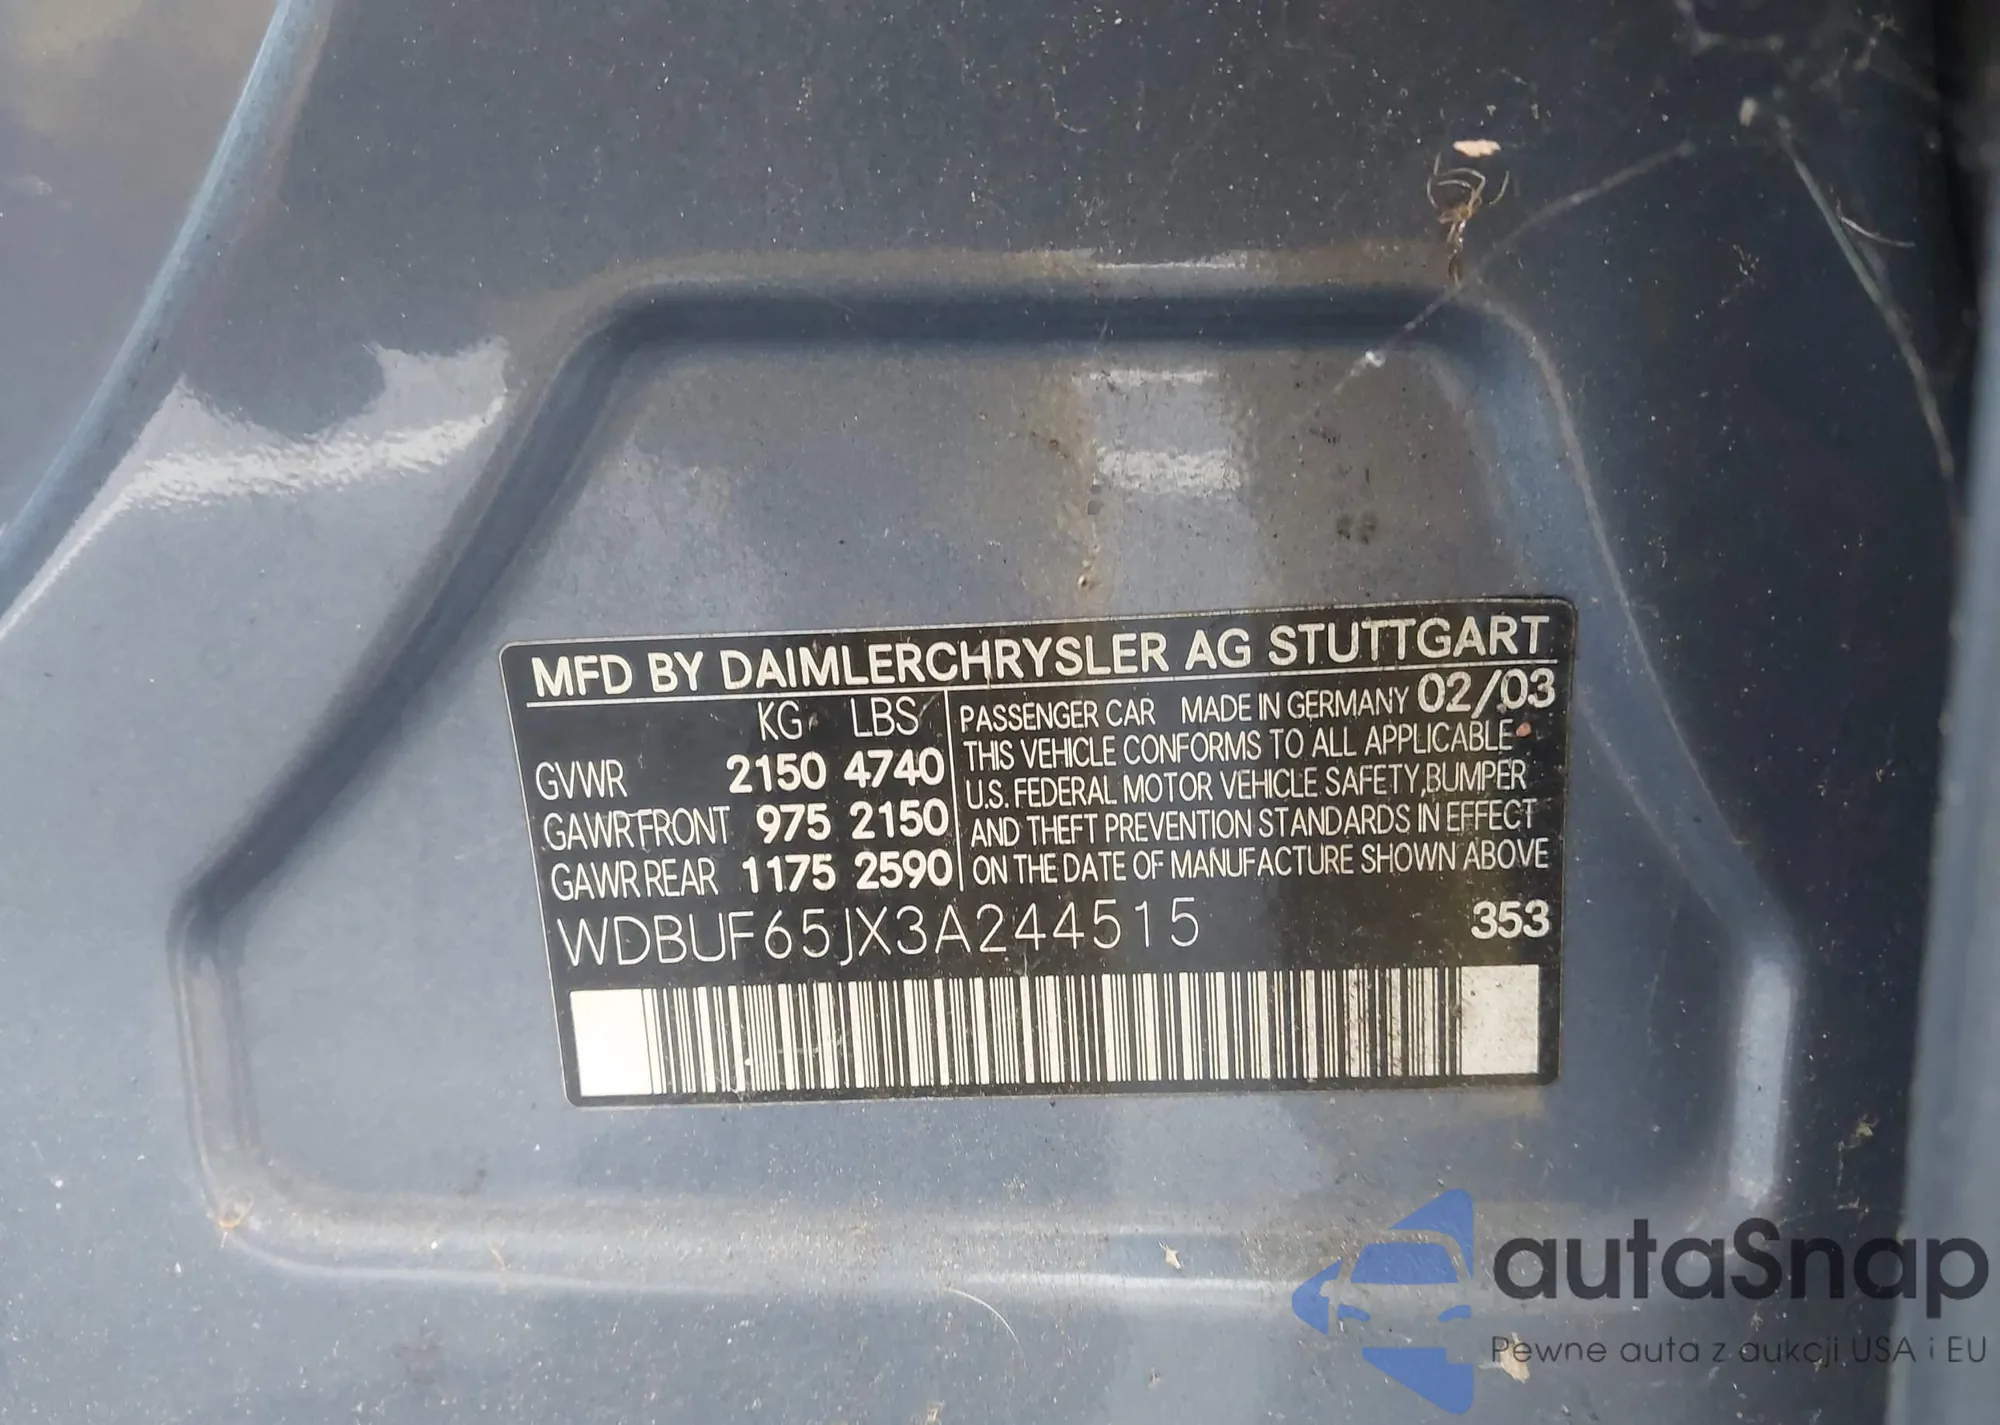 MFD BY DAIMLERCHRYSLER AG STUTTGART
KG LBS
GVWR 2150 4740
GAWR FRONT 975 2150
GAWR REAR 1175 2590
PASSENGER CAR MADE IN GERMANY 02/03
THIS VEHICLE CONFORMS TO ALL APPLICABLE
U.S. FEDERAL MOTOR VEHICLE SAFETY, BUMPER
AND THEFT PREVENTION STANDARDS IN EFFECT
ON THE DATE OF MANUFACTURE SHOWN ABOVE
WDBUF65JX3A244515 353
autaSnap
Pewne auta z aukcji USA i EU